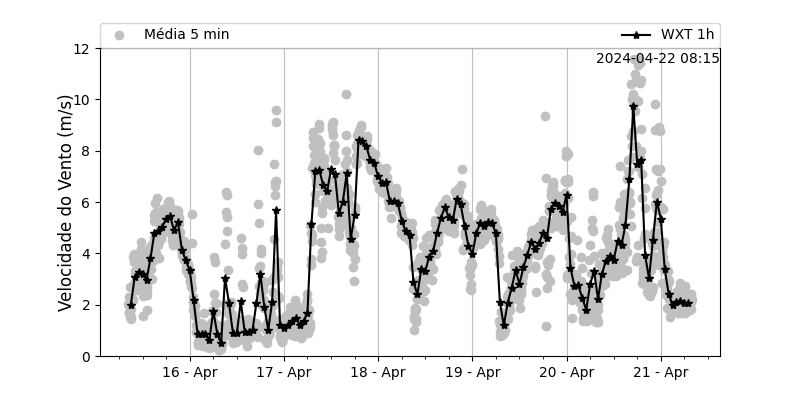 Média 5 min
WXT 1h
2024-04-22 08:15
Velocidade do Vento (m/s)
12
10
8
6
4
2
0
16 - Apr
17 - Apr
18 - Apr
19 - Apr
20 - Apr
21 - Apr